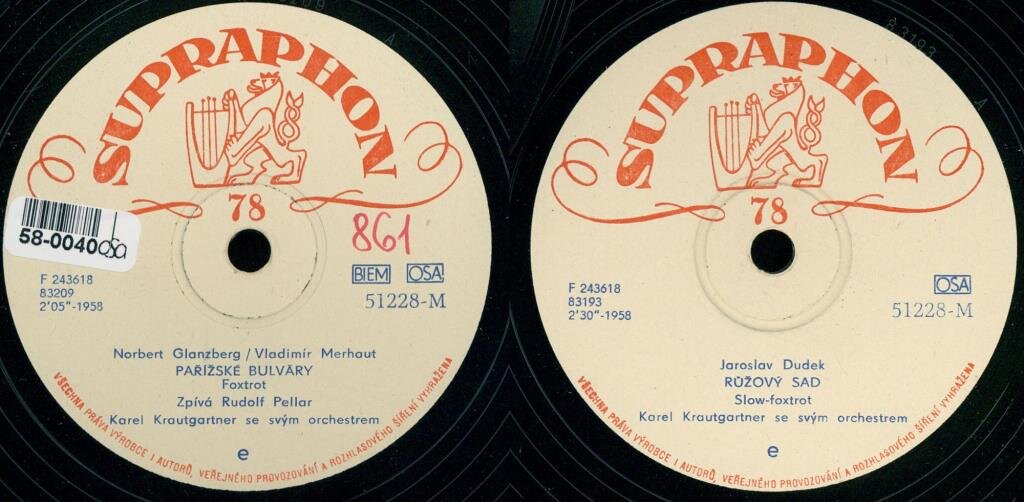 SUPRAPHON
78
58-0040
861
BIEM OSA
F 243618
83209
2'05"-1958
51228-M
Norbert Glanzberg / Vladimír Merhaut
PAŘÍŽSKÉ BULVÁRY
Foxtrot
Zpívá Rudolf Pellar
Karel Krautgartner se svým orchestrem
e
VŠECHNA PRÁVA VÝROBCE I AUTORŮ, VEŘEJNÉHO PROVOZOVÁNÍ A ROZHLASOVÉHO ŠÍŘENÍ VYHRAŽENA
83193
A
SUPRAPHON
78
OSA
F 243618
83193
2'30"-1958
51228-M
Jaroslav Dudek
RŮŽOVÝ SAD
Slow-foxtrot
Karel Krautgartner se svým orchestrem
e
VŠECHNA PRÁVA VÝROBCE I AUTORŮ, VEŘEJNÉHO PROVOZOVÁNÍ A ROZHLASOVÉHO ŠÍŘENÍ VYHRAŽENA